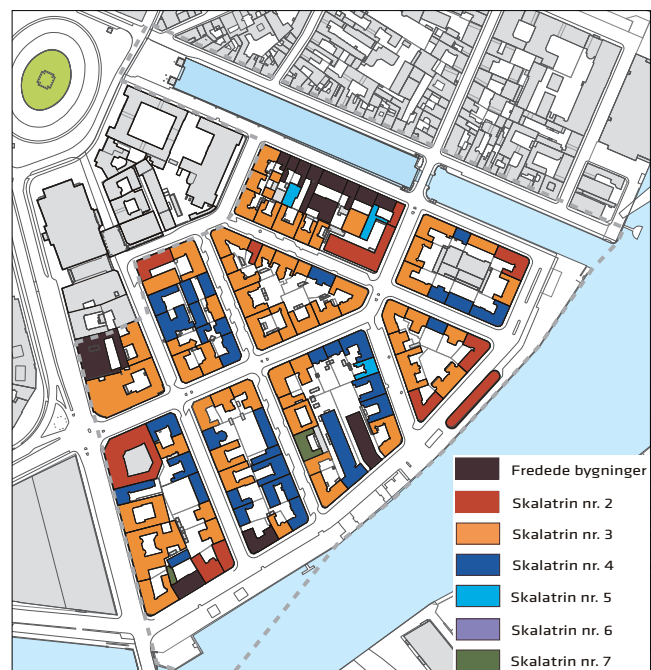 Fredede bygninger
Skalatrin nr. 2
Skalatrin nr. 3
Skalatrin nr. 4
Skalatrin nr. 5
Skalatrin nr. 6
Skalatrin nr. 7